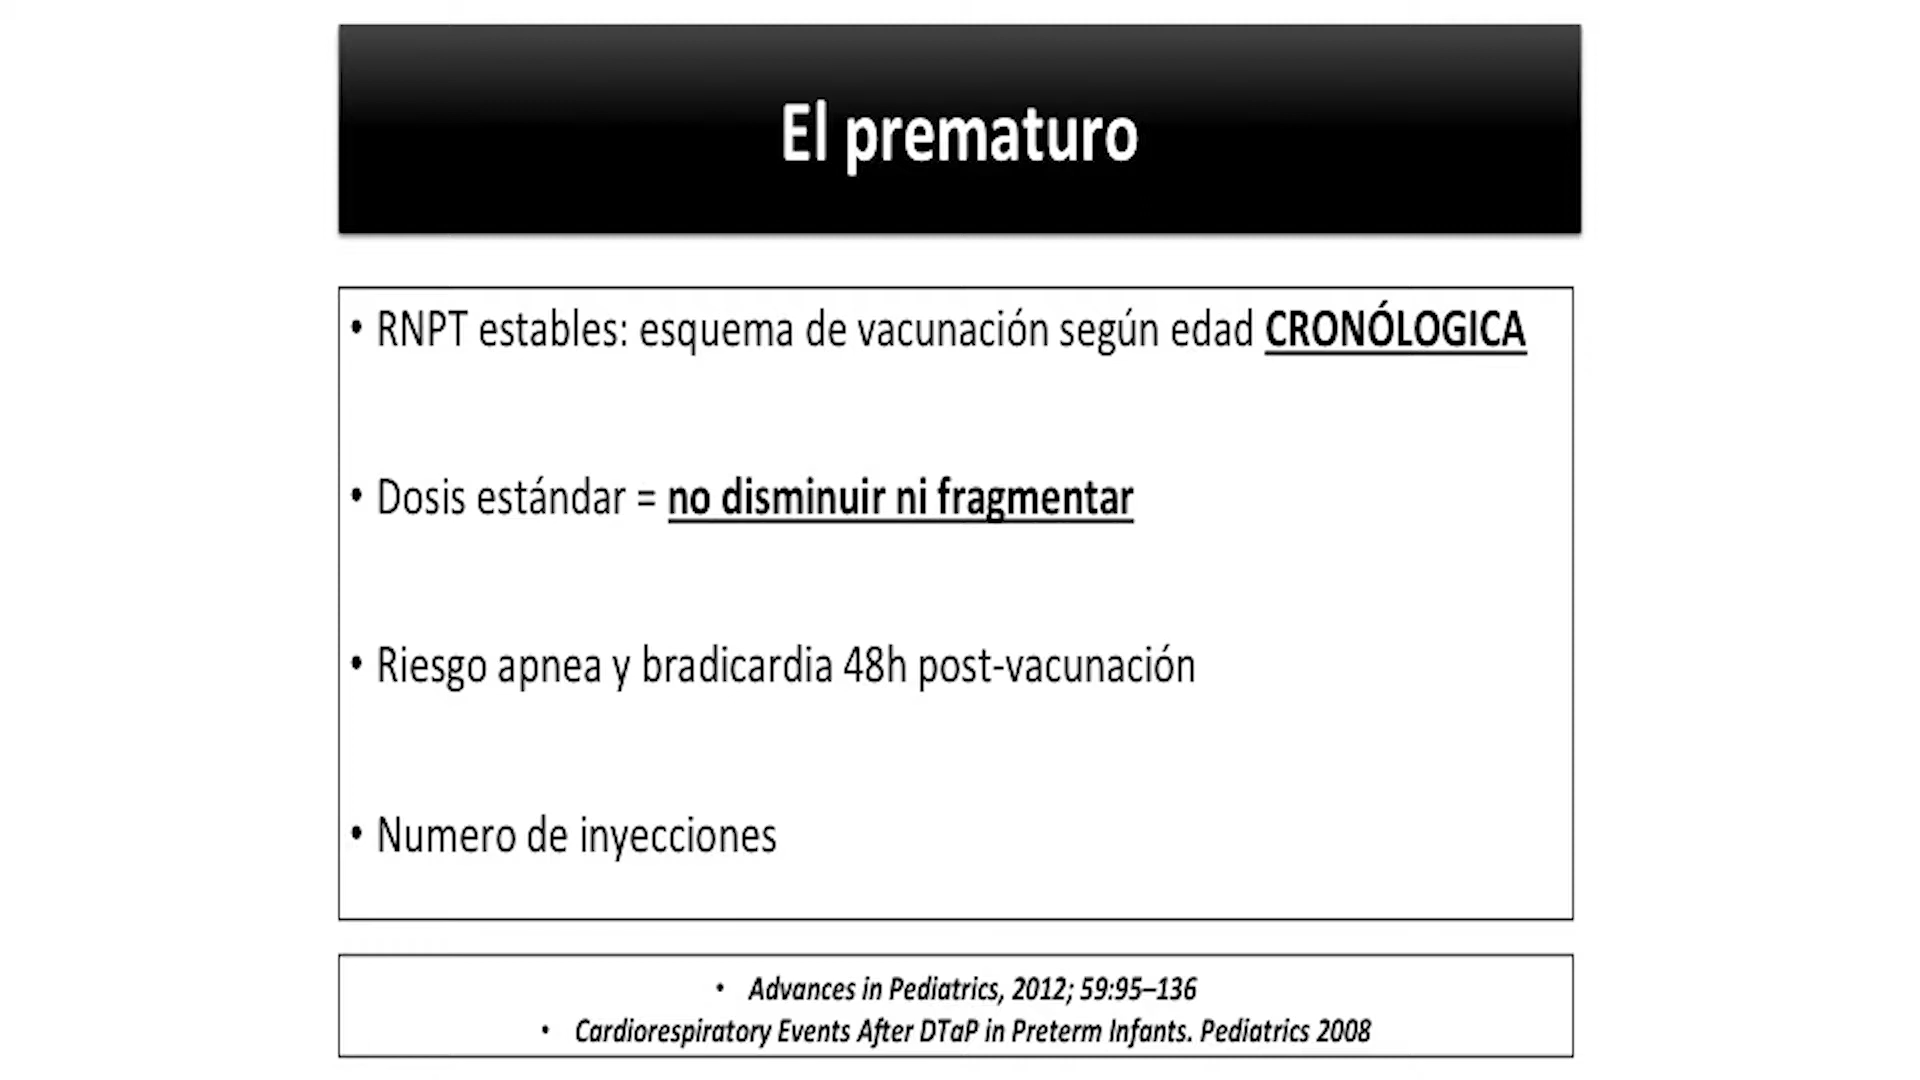 El prematuro
• RNPT estables: esquema de vacunación según edad CRONÓLOGICA
• Dosis estándar = no disminuir ni fragmentar
• Riesgo apnea y bradicardia 48h post-vacunación
• Numero de inyecciones
• Advances in Pediatrics, 2012; 59:95–136
• Cardiorespiratory Events After DTaP in Preterm Infants. Pediatrics 2008